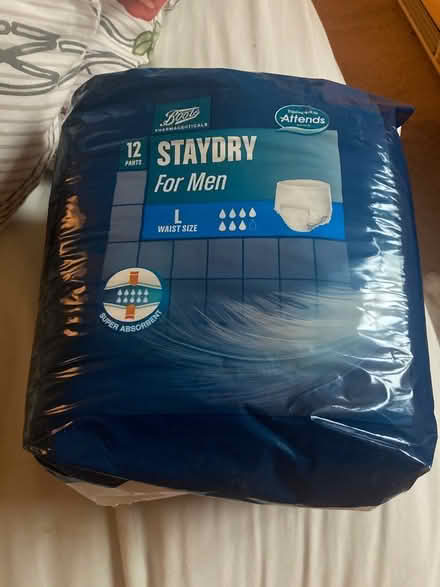 Boots
PHARMACEUTICALS
Attends
12
PANTS
STAYDRY
For Men
L
WAIST SIZE
SUPER ABSORBENT